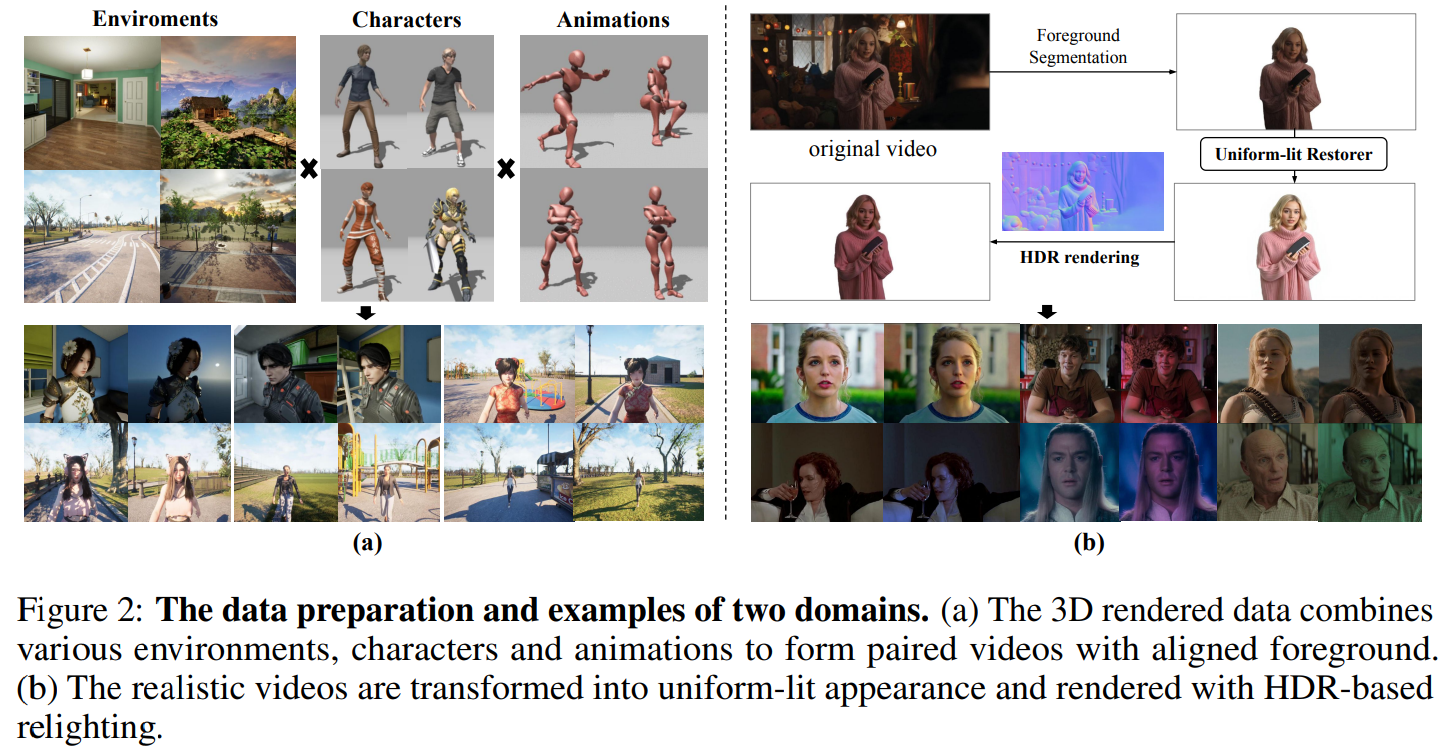 Enviroments
Characters
Animations
(a)
original video
Foreground
Segmentation
Uniform-lit Restorer
HDR rendering
(b)
Figure 2: The data preparation and examples of two domains. (a) The 3D rendered data combines
various environments, characters and animations to form paired videos with aligned foreground.
(b) The realistic videos are transformed into uniform-lit appearance and rendered with HDR-based
relighting.